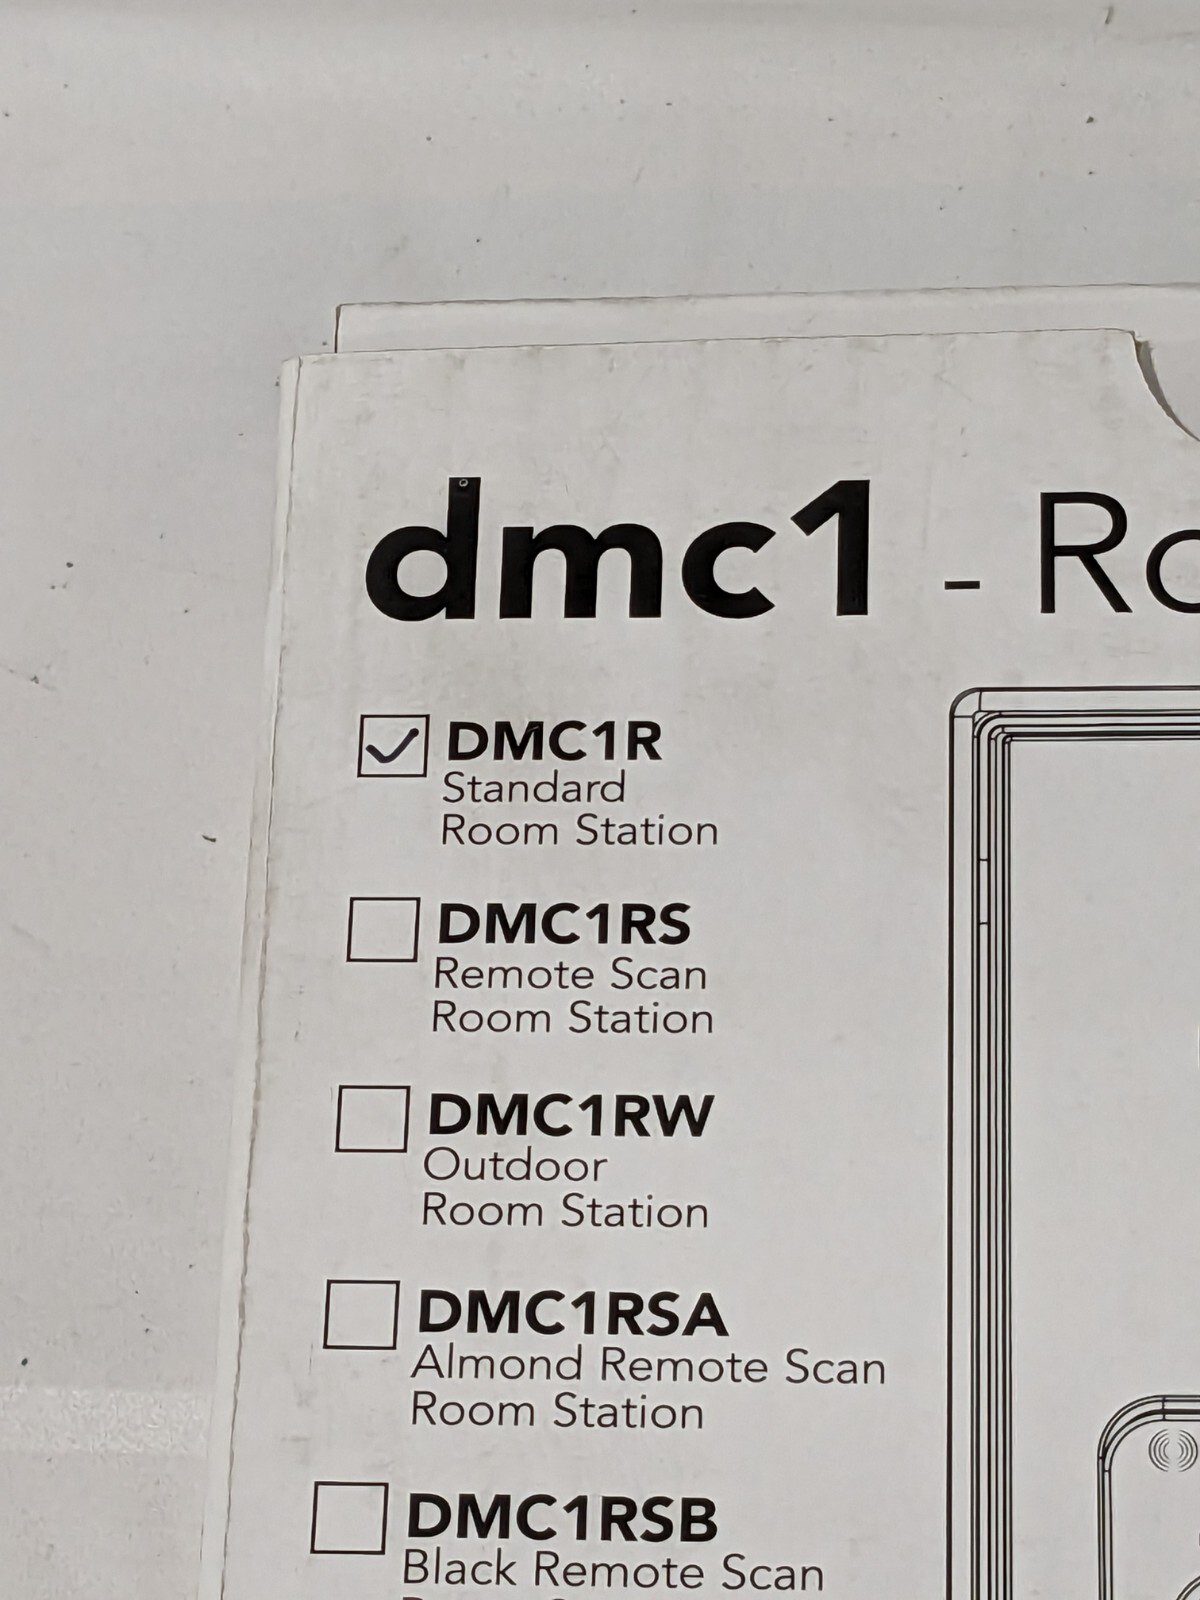 dmc1 - Ro
DMC1R
Standard
Room Station
DMC1RS
Remote Scan
Room Station
DMC1RW
Outdoor
Room Station
DMC1RSA
Almond Remote Scan
Room Station
DMC1RSB
Black Remote Scan